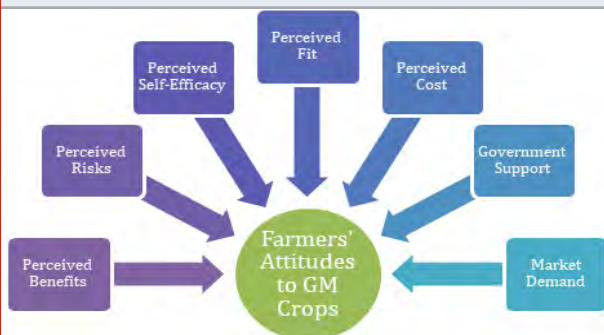 Perceived
Fit
Perceived
Self-Efficacy
Perceived
Cost
Perceived
Risks
Government
Support
Farmers'
Attitudes
to GM
Crops
Perceived
Benefits
Market
Demand